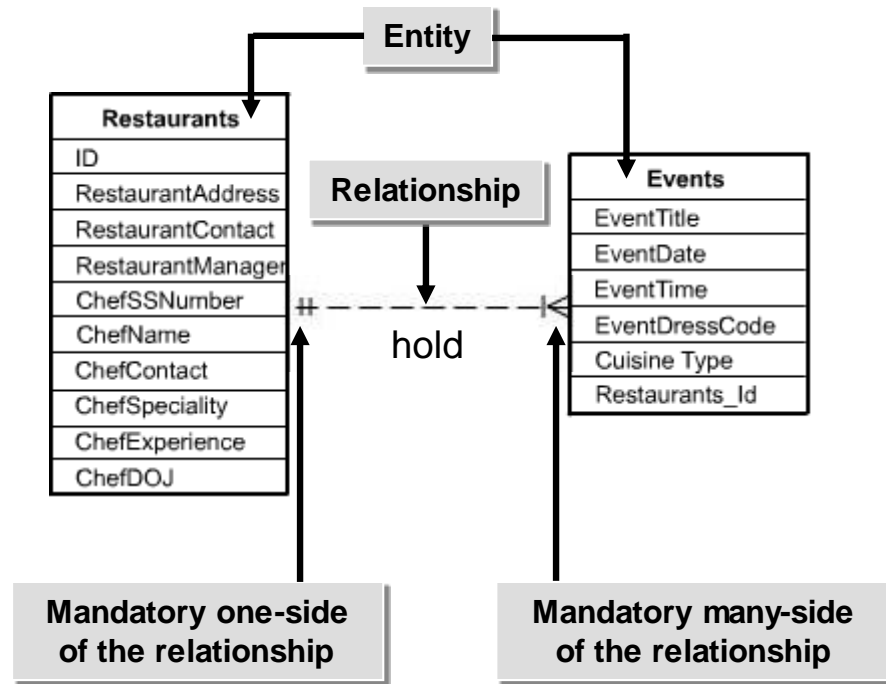 Entity
Restaurants
ID
RestaurantAddress
RestaurantContact
RestaurantManager
ChefSSNumber
ChefName
ChefContact
ChefSpeciality
ChefExperience
ChefDOJ
Relationship
hold
Events
EventTitle
EventDate
EventTime
EventDressCode
Cuisine Type
Restaurants_Id
Mandatory one-side
of the relationship
Mandatory many-side
of the relationship